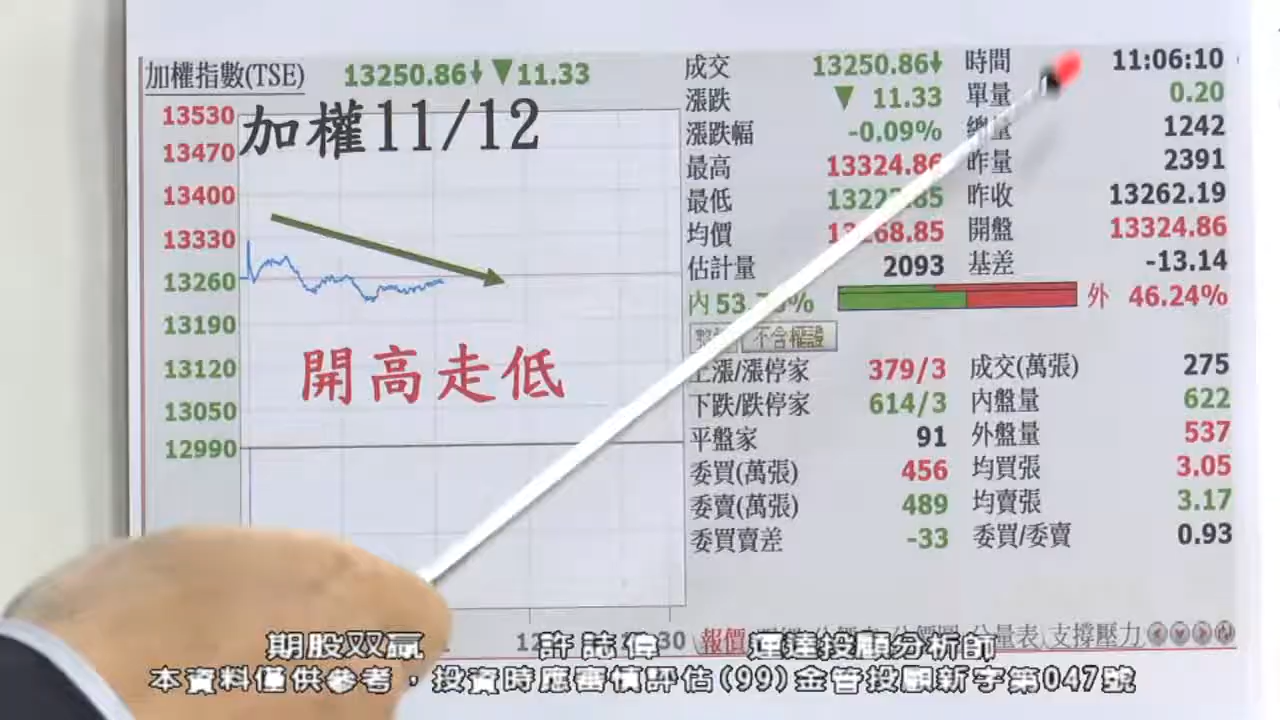 加權指數(TSE) 13250.86↓ ▼11.33
加權11/12
13530
13470
13400
13330
13260
13190
13120
13050
12990
開高走低
成交 13250.86↓ 時間 11:06:10
漲跌 ▼ 11.33 單量 0.20
漲跌幅 -0.09% 總量 1242
最高 13324.86 昨量 2391
最低 昨收 13262.19
均價 開盤 13324.86
估計量 2093 基差 -13.14
內 外 46.24%
不含權證
上漲/漲停家 379/3 成交(萬張) 275
下跌/跌停家 614/3 內盤量 622
平盤家 91 外盤量 537
委買(萬張) 456 均買張 3.05
委賣(萬張) 489 均賣張 3.17
委買賣差 -33 委買/委賣 0.93
報價 分量表 支撐壓力
期股双贏 許誌偉 運達投顧分析師
本資料僅供參考，投資時應審慎評估(99)金管投顧新字第047號